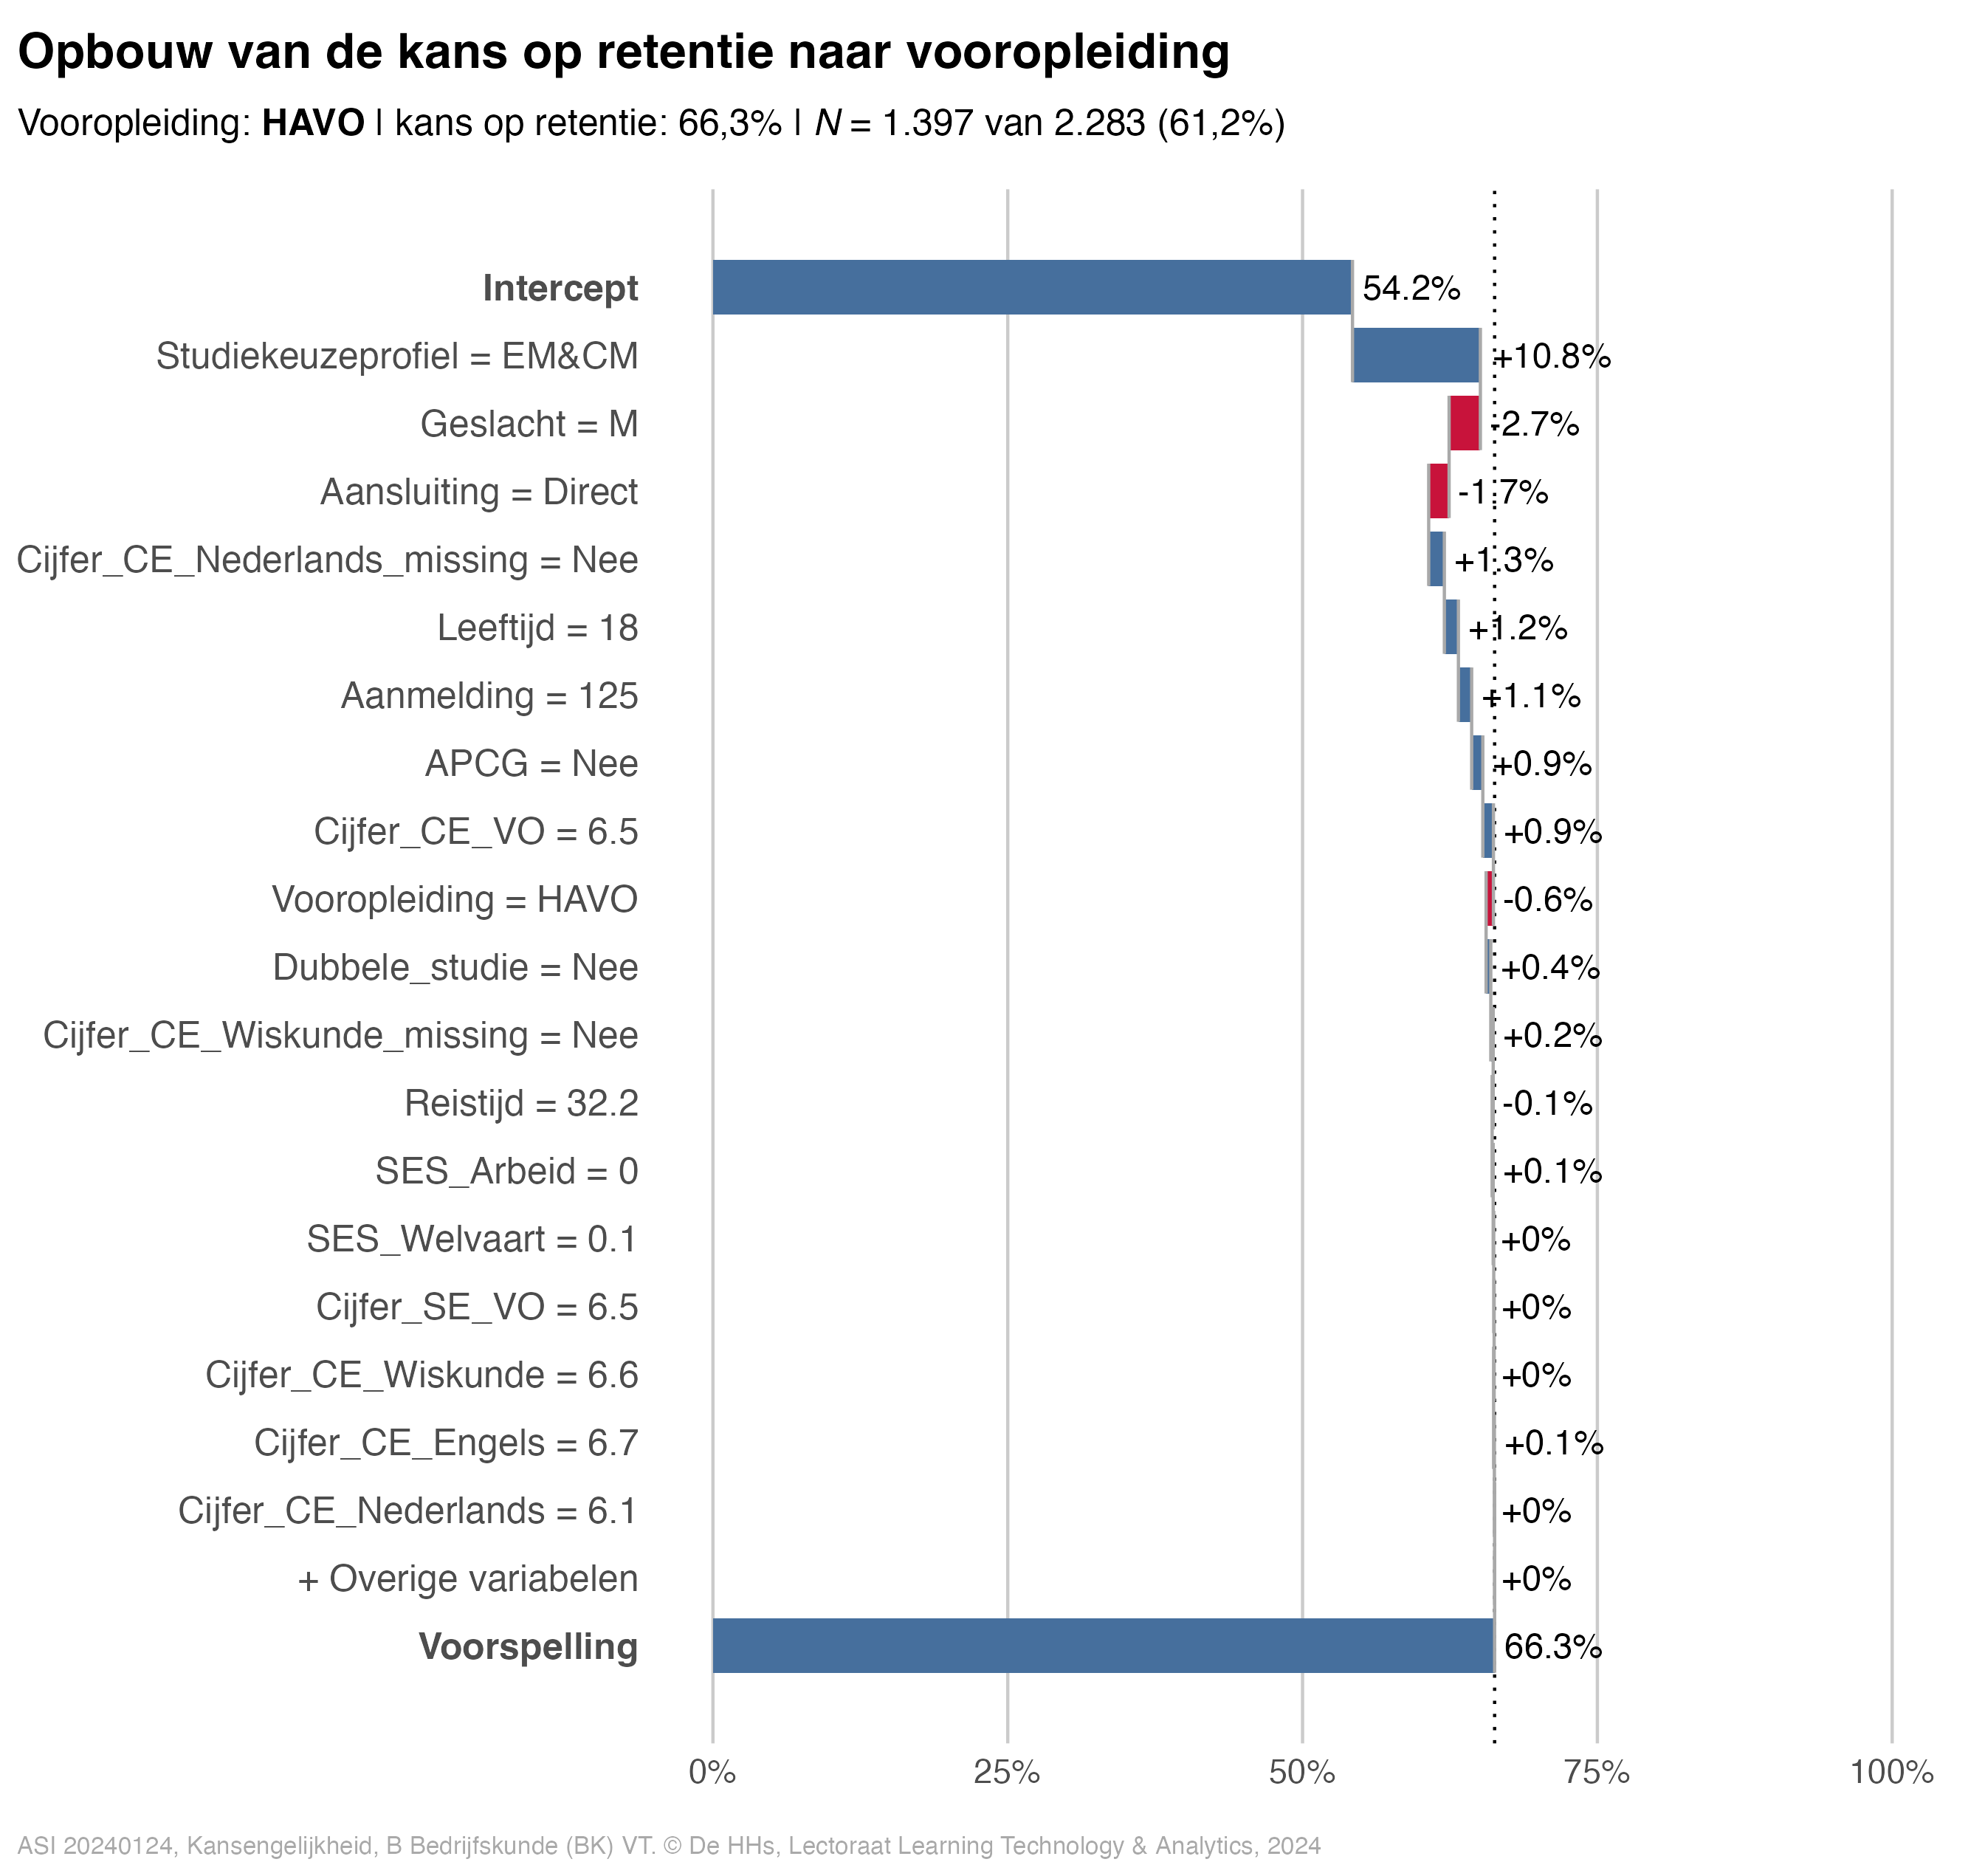 Opbouw van de kans op retentie naar vooropleiding
Vooropleiding: HAVO | kans op retentie: 66,3% | N = 1.397 van 2.283 (61,2%)
Intercept 54.2%
Studiekeuzeprofiel = EM&CM +10.8%
Geslacht = M -2.7%
Aansluiting = Direct -1.7%
Cijfer_CE_Nederlands_missing = Nee +1.3%
Leeftijd = 18 +1.2%
Aanmelding = 125 +1.1%
APCG = Nee +0.9%
Cijfer_CE_VO = 6.5 +0.9%
Vooropleiding = HAVO -0.6%
Dubbele_studie = Nee +0.4%
Cijfer_CE_Wiskunde_missing = Nee +0.2%
Reistijd = 32.2 -0.1%
SES_Arbeid = 0 +0.1%
SES_Welvaart = 0.1 +0%
Cijfer_SE_VO = 6.5 +0%
Cijfer_CE_Wiskunde = 6.6 +0%
Cijfer_CE_Engels = 6.7 +0.1%
Cijfer_CE_Nederlands = 6.1 +0%
+ Overige variabelen +0%
Voorspelling 66.3%
0% 25% 50% 75% 100%
ASI 20240124, Kansengelijkheid, B Bedrijfskunde (BK) VT. © De HHs, Lectoraat Learning Technology & Analytics, 2024